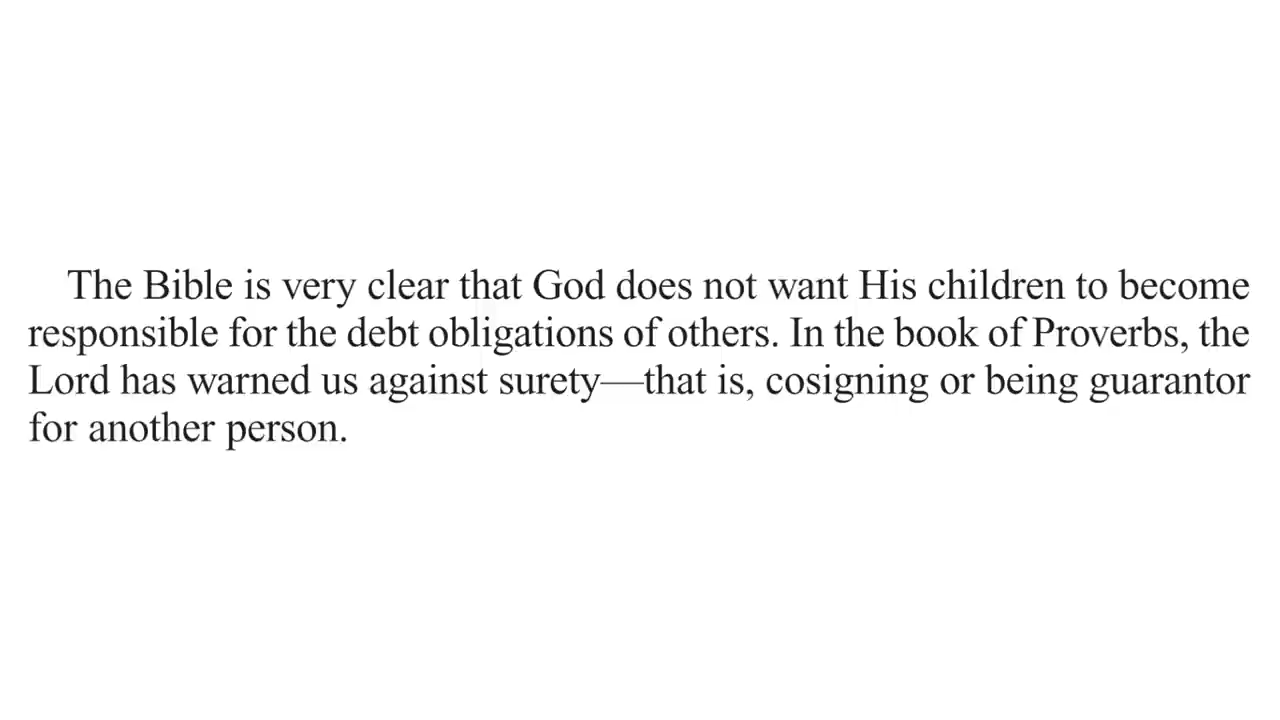 The Bible is very clear that God does not want His children to become
responsible for the debt obligations of others. In the book of Proverbs, the
Lord has warned us against surety—that is, cosigning or being guarantor
for another person.